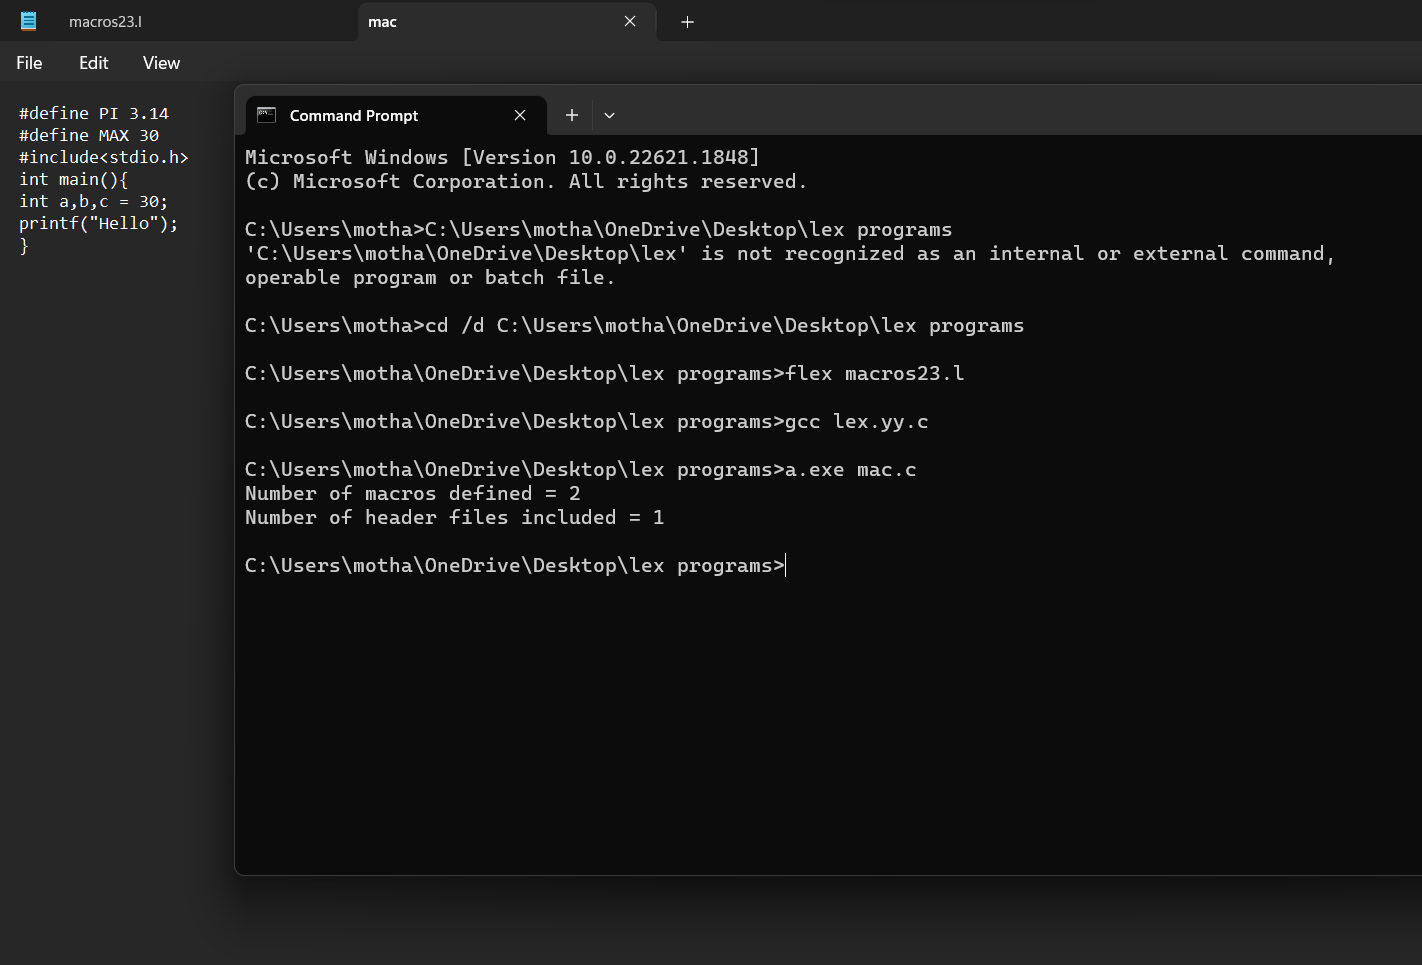 macros23.l
mac
File Edit View
#define PI 3.14
#define MAX 30
#include<stdio.h>
int main(){
int a,b,c = 30;
printf("Hello");
}
Command Prompt
Microsoft Windows [Version 10.0.22621.1848]
(c) Microsoft Corporation. All rights reserved.
C:\Users\motha>C:\Users\motha\OneDrive\Desktop\lex programs
'C:\Users\motha\OneDrive\Desktop\lex' is not recognized as an internal or external command,
operable program or batch file.
C:\Users\motha>cd /d C:\Users\motha\OneDrive\Desktop\lex programs
C:\Users\motha\OneDrive\Desktop\lex programs>flex macros23.l
C:\Users\motha\OneDrive\Desktop\lex programs>gcc lex.yy.c
C:\Users\motha\OneDrive\Desktop\lex programs>a.exe mac.c
Number of macros defined = 2
Number of header files included = 1
C:\Users\motha\OneDrive\Desktop\lex programs>